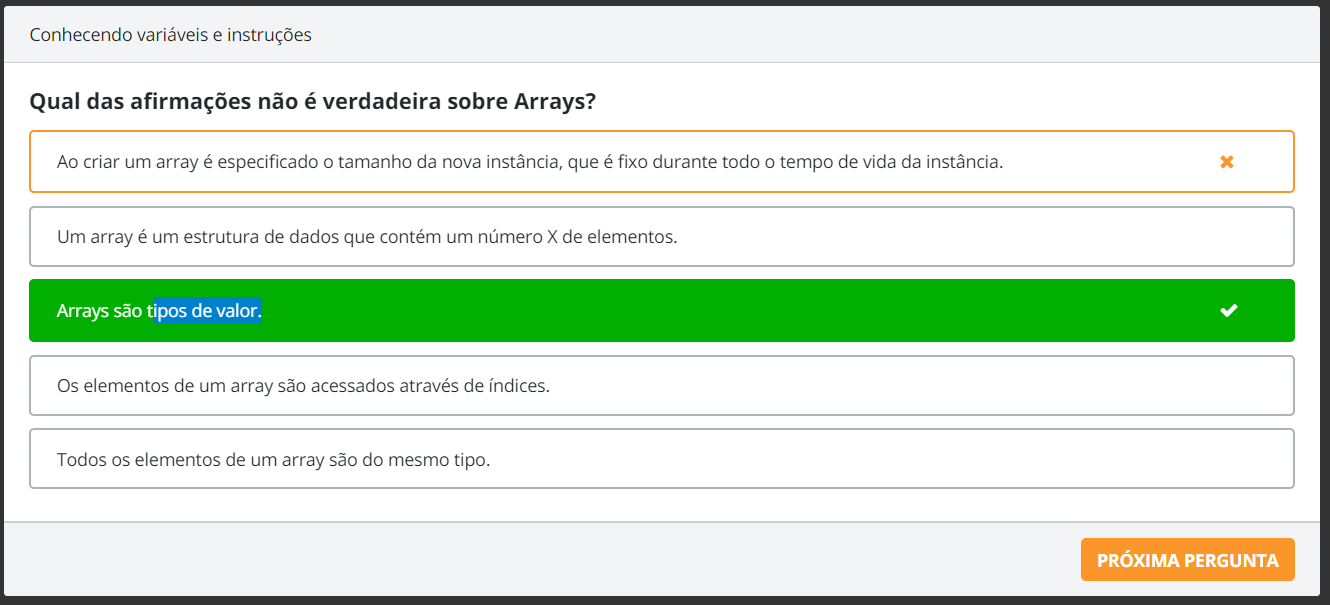 Conhecendo variáveis e instruções
Qual das afirmações não é verdadeira sobre Arrays?
Ao criar um array é especificado o tamanho da nova instância, que é fixo durante todo o tempo de vida da instância.
Um array é um estrutura de dados que contém um número X de elementos.
Arrays são tipos de valor.
Os elementos de um array são acessados através de índices.
Todos os elementos de um array são do mesmo tipo.
PRÓXIMA PERGUNTA